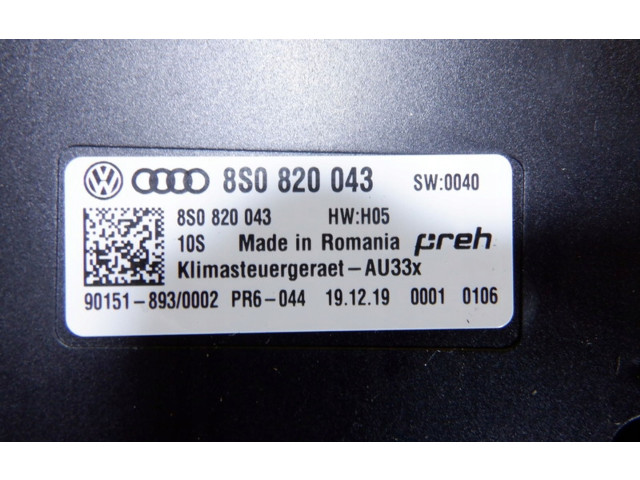 8S0 820 043 SW:0040
8S0 820 043 HW:H05
10S Made in Romania preh
Klimasteuergeraet-AU33x
90151-893/0002 PR6-044 19.12.19 0001 0106